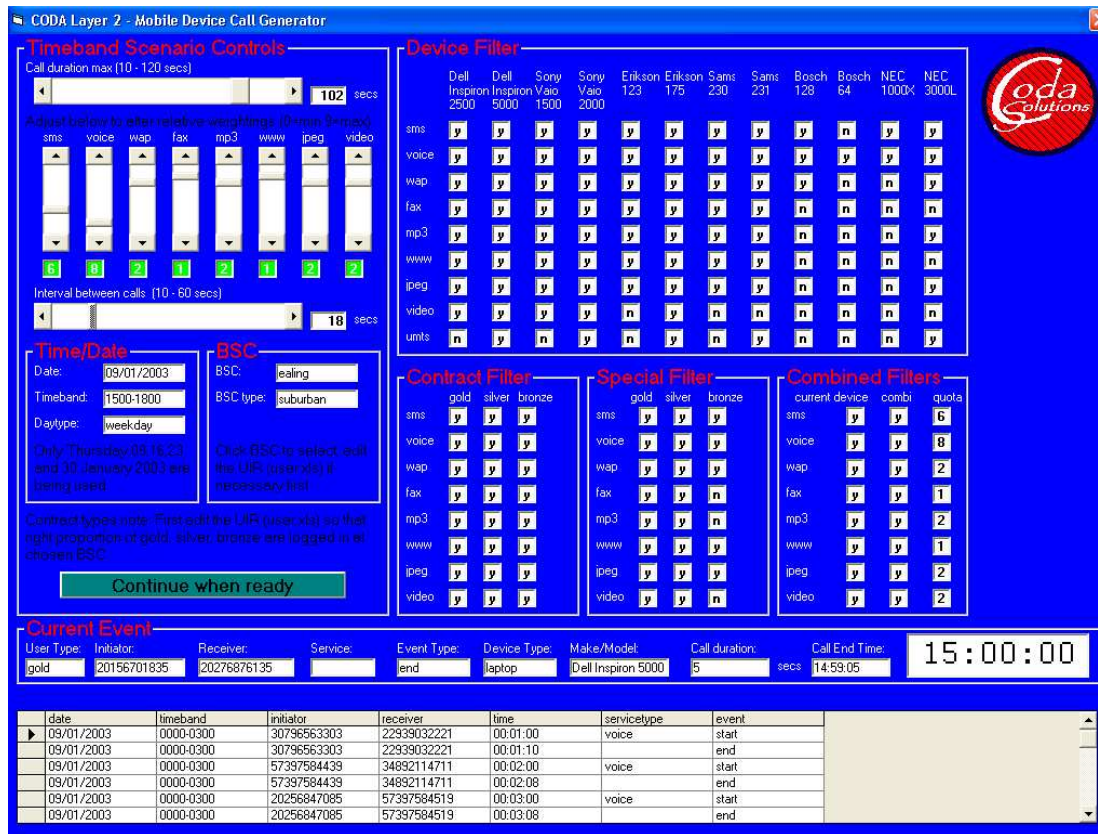 CODA Layer 2 - Mobile Device Call Generator
Timeband Scenario Controls
Call duration max (10 - 120 secs)
102 secs
Adjust below to alter relative weightings (0=min 9=max)
sms voice wap fax mp3 www jpeg video
6 8 2 1 2 1 2 2
Interval between calls (10 - 60 secs)
18 secs
Time/Date
Date: 09/01/2003
Timeband: 1500-1800
Daytype: weekday
Only Thursday 09,16,23
and 30 January 2003 are
being used
BSC
BSC: ealing
BSC type: suburban
Click BSC to select, edit
the UIR (user.xls) if
necessary first
Contract types note: First edit the UIR (user.xls) so that
right proportion of gold, silver, bronze are logged in at
chosen BSC
Continue when ready
Device Filter
Dell Dell Sony Sony Erikson Erikson Sams Sams Bosch Bosch NEC NEC
Inspiron Inspiron Vaio Vaio 123 175 230 231 128 64 1000X 3000L
2500 5000 1500 2000
sms y y y y y y y y y n y y
voice y y y y y y y y y y y y
wap y y y y y y y y y n n y
fax y y y y y y y y n n n n
mp3 y y y y y y y y n n n y
www y y y y y y y y n n n n
jpeg y y y y y y y y n n n y
video y y y y n y n y n n n n
umts n y n y n y n y n n n n
Contract Filter
gold silver bronze
sms y y y
voice y y y
wap y y y
fax y y y
mp3 y y y
www y y y
jpeg y y y
video y y y
Special Filter
gold silver bronze
sms y y y
voice y y y
wap y y y
fax y y n
mp3 y y n
www y y y
jpeg y y y
video y y n
Combined Filters
current device combi quota
sms y y 6
voice y y 8
wap y y 2
fax y y 1
mp3 y y 2
www y y 1
jpeg y y 2
video y y 2
Coda
Solutions
Current Event
User Type: Initiator: Receiver: Service: Event Type: Device Type: Make/Model: Call duration: Call End Time:
gold 20156701835 20276876135 end laptop Dell Inspiron 5000 5 secs 14:59:05
15:00:00
date timeband initiator receiver time servicetype event
09/01/2003 0000-0300 30796563303 22939032221 00:01:00 voice start
09/01/2003 0000-0300 30796563303 22939032221 00:01:10 end
09/01/2003 0000-0300 57397584439 34892114711 00:02:00 voice start
09/01/2003 0000-0300 57397584439 34892114711 00:02:08 end
09/01/2003 0000-0300 20256847085 57397584519 00:03:00 voice start
09/01/2003 0000-0300 20256847085 57397584519 00:03:08 end